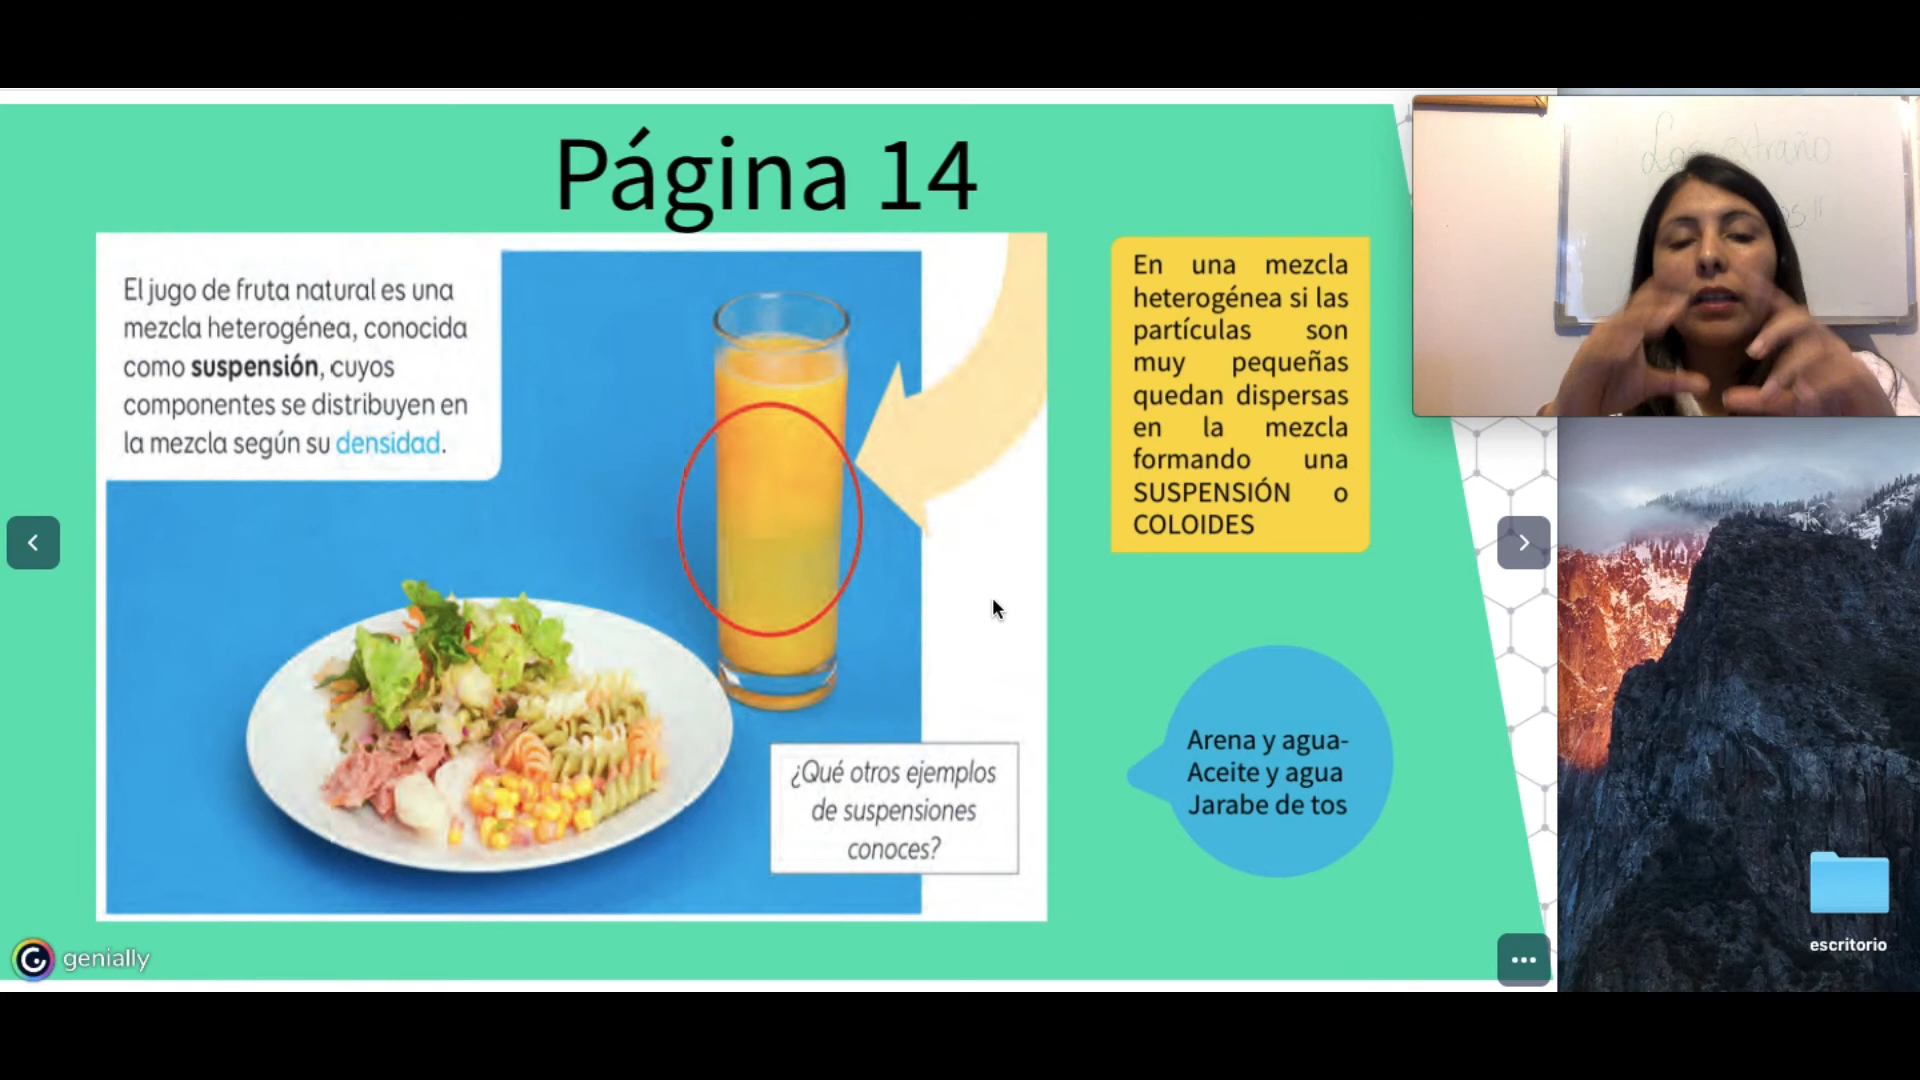 Página 14
El jugo de fruta natural es una
mezcla heterogénea, conocida
como suspensión, cuyos
componentes se distribuyen en
la mezcla según su densidad.
¿Qué otros ejemplos
de suspensiones
conoces?
En una mezcla
heterogénea si las
partículas son
muy pequeñas
quedan dispersas
en la mezcla
formando una
SUSPENSIÓN o
COLOIDES
Arena y agua-
Aceite y agua
Jarabe de tos
Los extraño
escritorio
genially